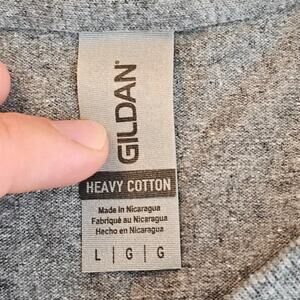 GILDAN®
HEAVY COTTON
Made in Nicaragua
Fabriqué au Nicaragua
Hecho en Nicaragua
L | G | G